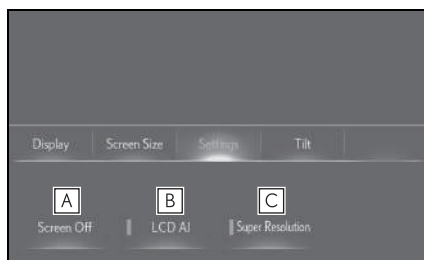 Display Screen Size Settings Tilt
A B C
Screen Off LCD AI Super Resolution